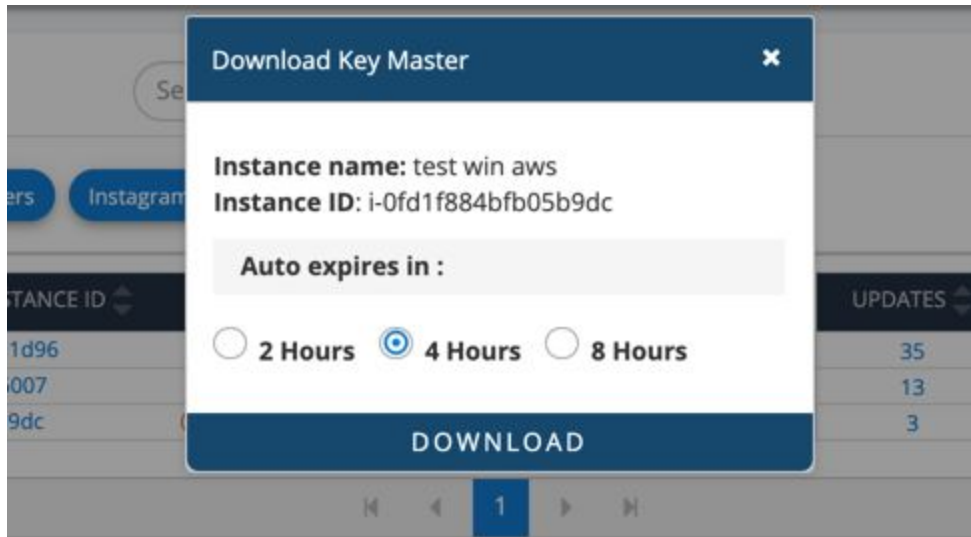 Download Key Master
Se
Instance name: test win aws
Instance ID: i-0fd1f884bfb05b9dc
ers Instagram
Auto expires in :
STANCE ID UPDATES
1d96 35
007 13
9dc 3
2 Hours 4 Hours 8 Hours
DOWNLOAD
1